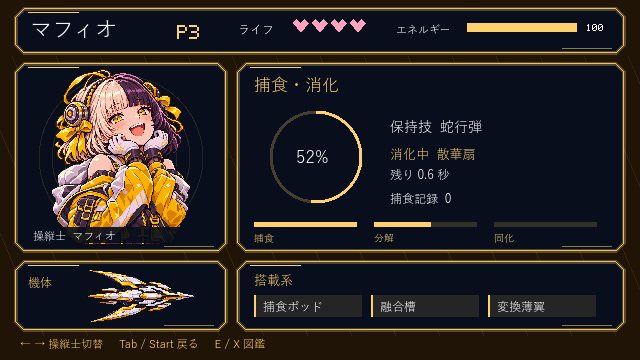 マフィオ P3 ライフ エネルギー 100
捕食・消化
52%
保持技 蛇行弾
消化中 散華扇
残り 0.6 秒
捕食記録 0
捕食 分解 同化
操縦士 マフィオ
機体
搭載系
捕食ポッド 融合槽 変換薄翼
← → 操縦士切替 Tab / Start 戻る E / X 図鑑